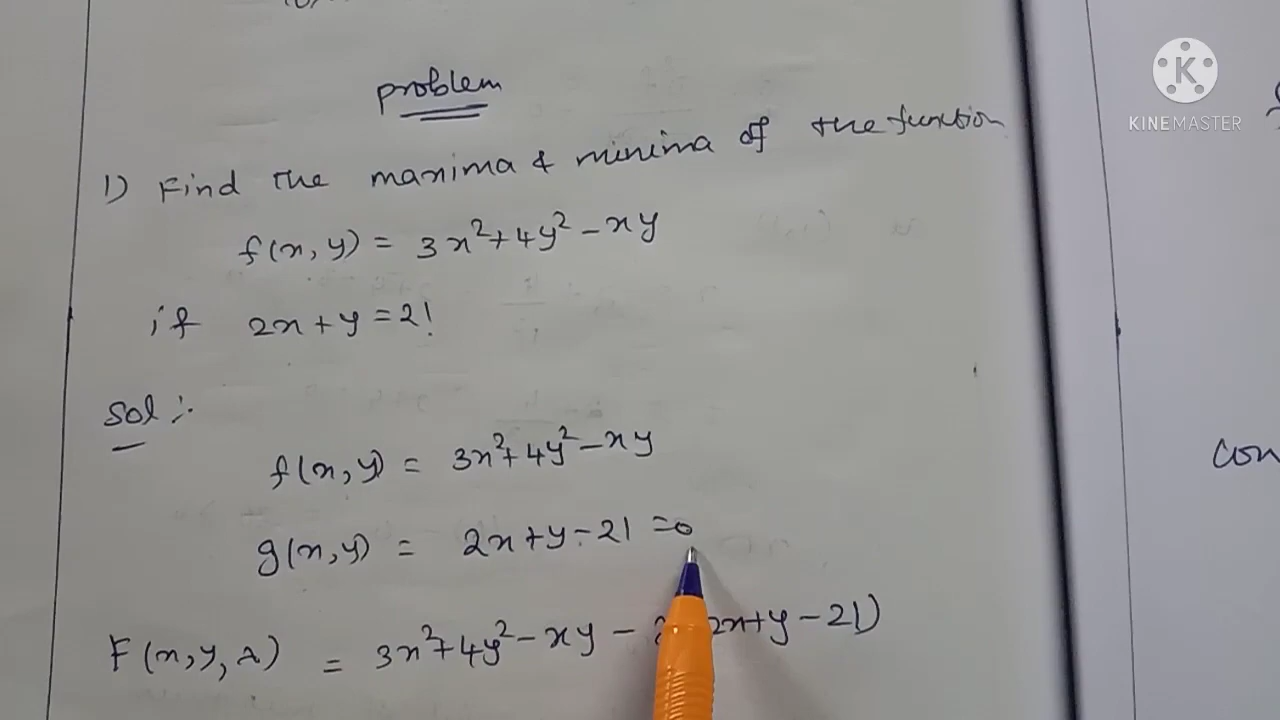 problem
KINEMASTER
1) Find the maxima & minima of the function
f(x, y) = 3x²+4y²-xy
if 2x+y=21
Sol :-
f(x, y) = 3x²+4y²-xy
g(x, y) = 2x+y-21=0
con
F(x, y, λ) = 3x²+4y²-xy - 2x+y-21)